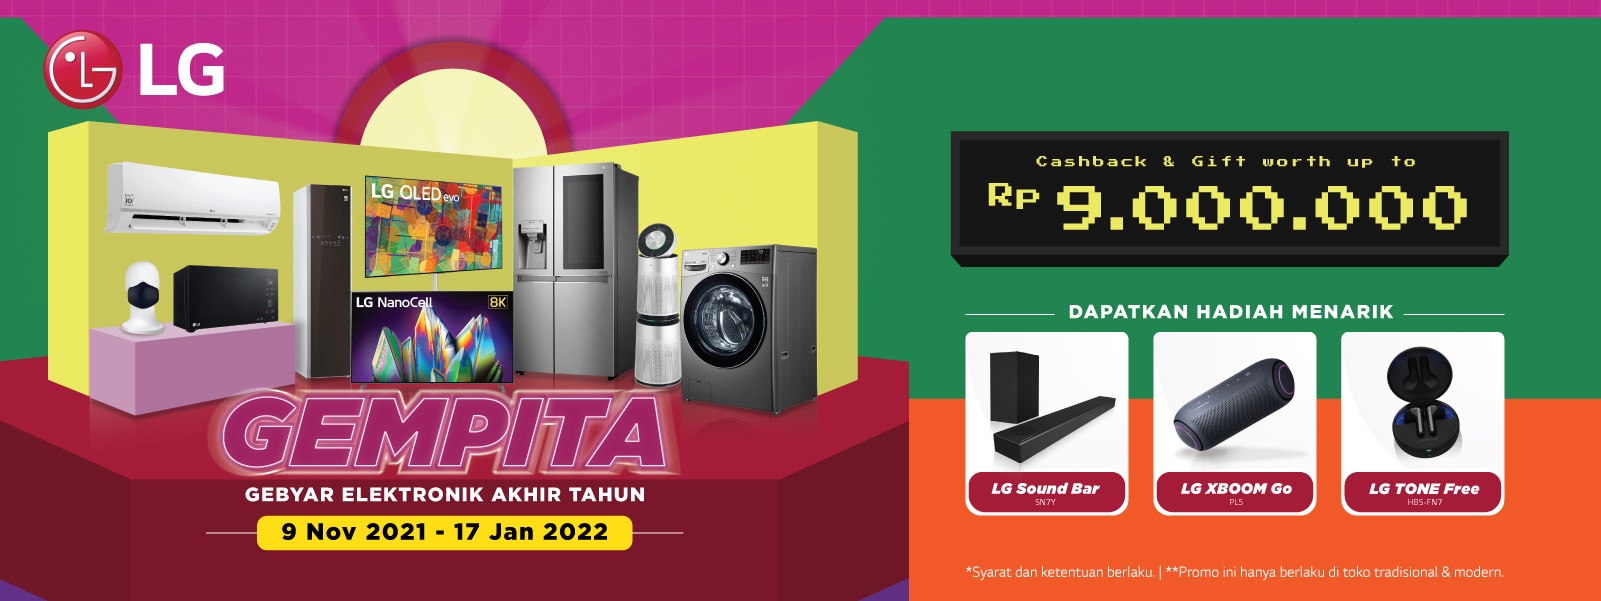 LG
LG OLED evo
LG NanoCell 8K
GEMPITA
GEBYAR ELEKTRONIK AKHIR TAHUN
9 Nov 2021 - 17 Jan 2022
Cashback & Gift worth up to
Rp 9.000.000
DAPATKAN HADIAH MENARIK
LG Sound Bar
SN7Y
LG XBOOM Go
PL5
LG TONE Free
HBS-FN7
*Syarat dan ketentuan berlaku. | **Promo ini hanya berlaku di toko tradisional & modern.